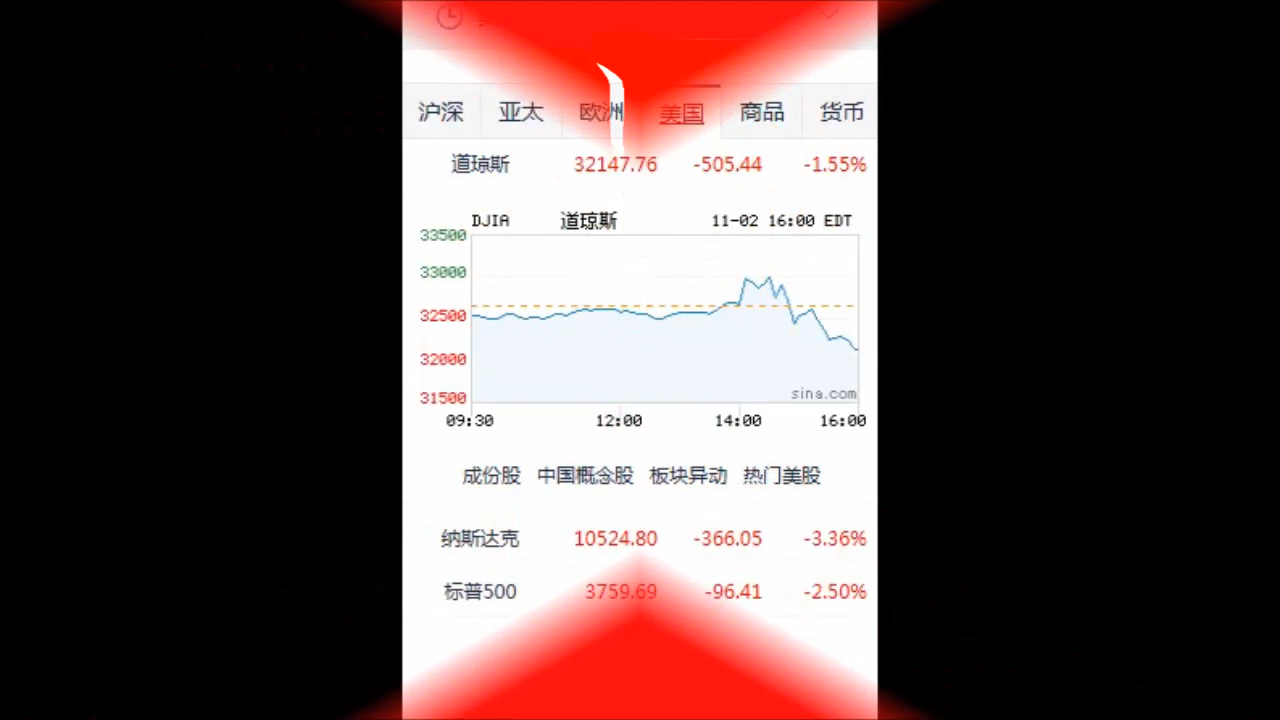 沪深 亚太 欧洲 美国 商品 货币
道琼斯 32147.76 -505.44 -1.55%
DJIA 道琼斯 11-02 16:00 EDT
33500
33000
32500
32000
31500
sina.com
09:30 12:00 14:00 16:00
成份股 中国概念股 板块异动 热门美股
纳斯达克 10524.80 -366.05 -3.36%
标普500 3759.69 -96.41 -2.50%